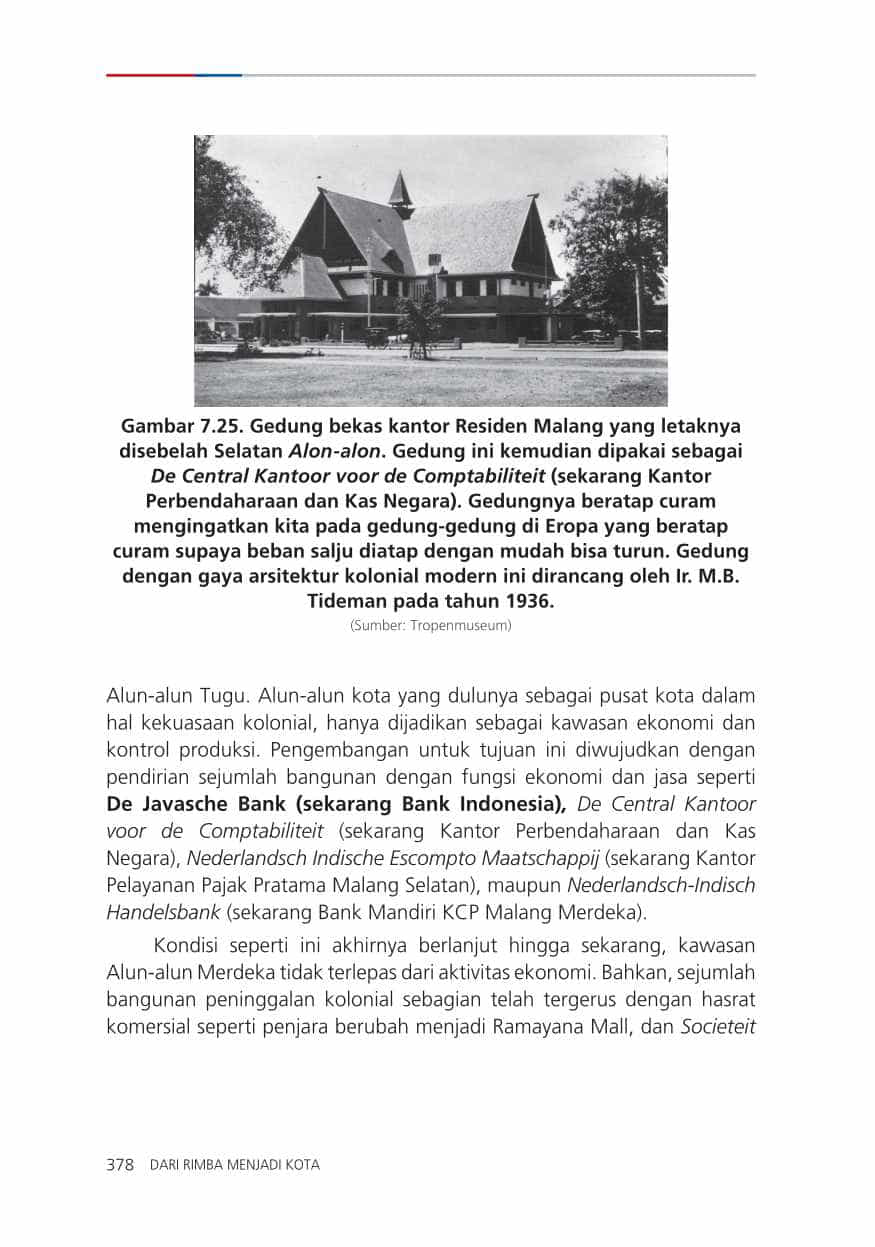 Gambar 7.25. Gedung bekas kantor Residen Malang yang letaknya
disebelah Selatan Alon-alon. Gedung ini kemudian dipakai sebagai
De Central Kantoor voor de Comptabiliteit (sekarang Kantor
Perbendaharaan dan Kas Negara). Gedungnya beratap curam
mengingatkan kita pada gedung-gedung di Eropa yang beratap
curam supaya beban salju diatap dengan mudah bisa turun. Gedung
dengan gaya arsitektur kolonial modern ini dirancang oleh Ir. M.B.
Tideman pada tahun 1936.
(Sumber: Tropenmuseum)
Alun-alun Tugu. Alun-alun kota yang dulunya sebagai pusat kota dalam
hal kekuasaan kolonial, hanya dijadikan sebagai kawasan ekonomi dan
kontrol produksi. Pengembangan untuk tujuan ini diwujudkan dengan
pendirian sejumlah bangunan dengan fungsi ekonomi dan jasa seperti
De Javasche Bank (sekarang Bank Indonesia), De Central Kantoor
voor de Comptabiliteit (sekarang Kantor Perbendaharaan dan Kas
Negara), Nederlandsch Indische Escompto Maatschappij (sekarang Kantor
Pelayanan Pajak Pratama Malang Selatan), maupun Nederlandsch-Indisch
Handelsbank (sekarang Bank Mandiri KCP Malang Merdeka).
Kondisi seperti ini akhirnya berlanjut hingga sekarang, kawasan
Alun-alun Merdeka tidak terlepas dari aktivitas ekonomi. Bahkan, sejumlah
bangunan peninggalan kolonial sebagian telah tergerus dengan hasrat
komersial seperti penjara berubah menjadi Ramayana Mall, dan Societeit
378 DARI RIMBA MENJADI KOTA